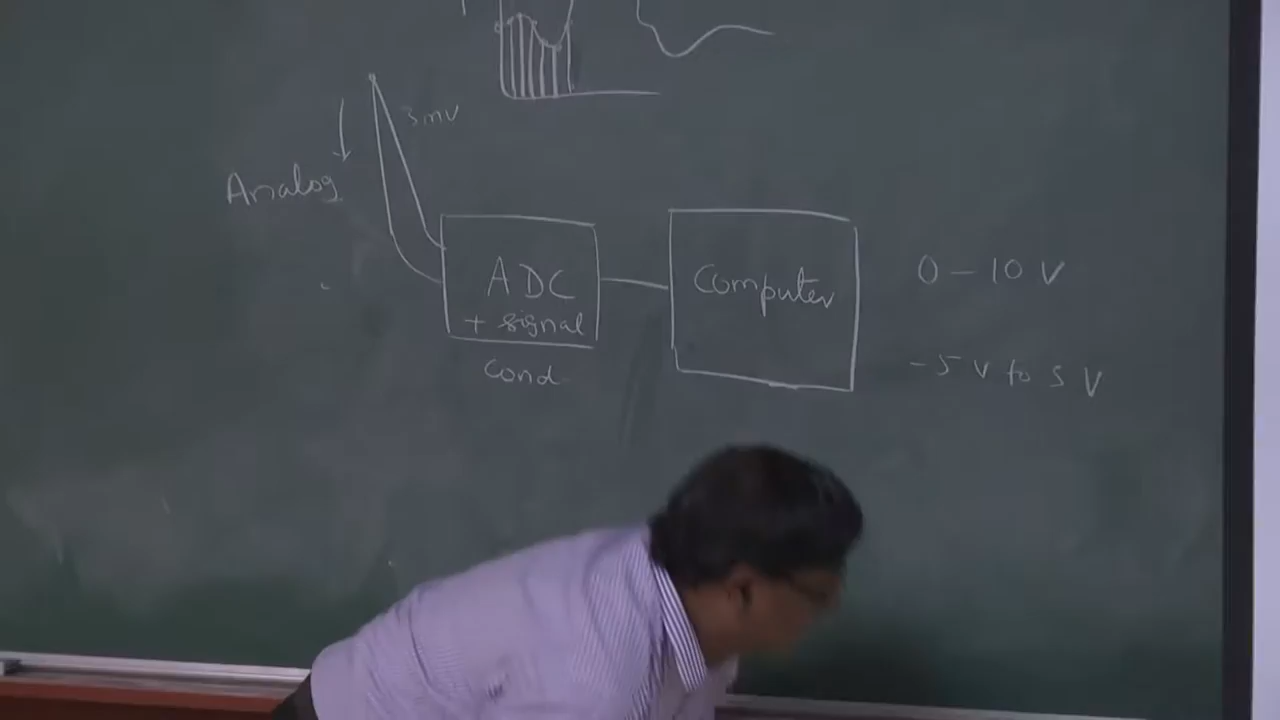 3 mV
Analog
ADC
+ signal
cond
Computer
0 - 10 V
-5 V to 5 V